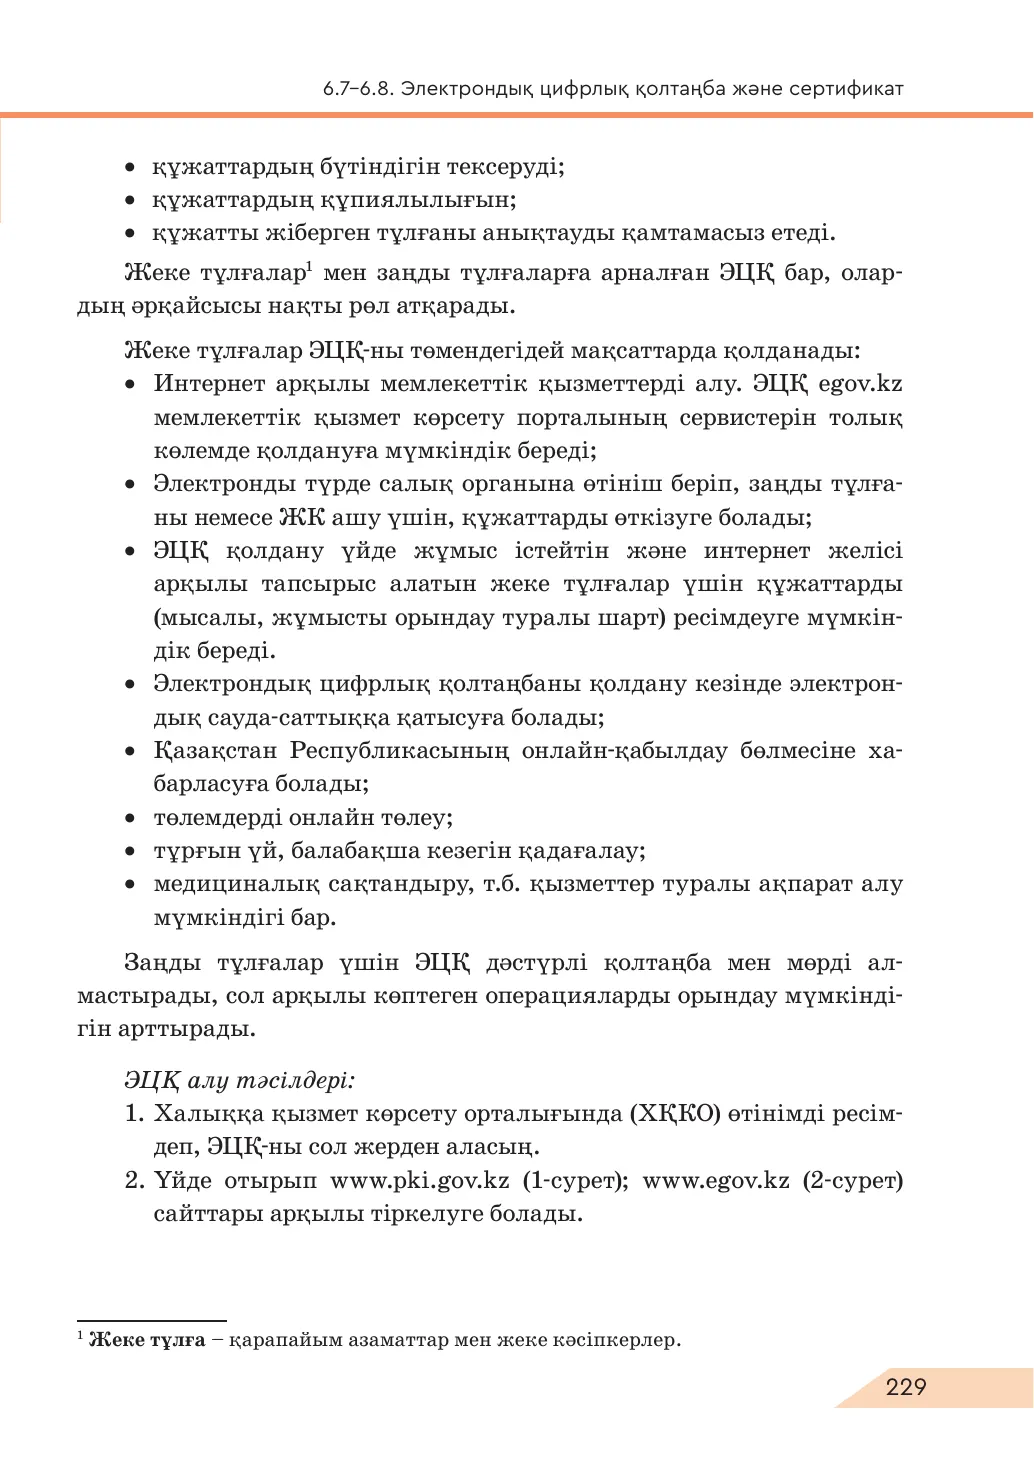 6.7–6.8. Электрондық цифрлық қолтаңба және сертификат
• құжаттардың бүтіндігін тексеруді;
• құжаттардың құпиялылығын;
• құжатты жіберген тұлғаны анықтауды қамтамасыз етеді.
Жеке тұлғалар¹ мен заңды тұлғаларға арналған ЭЦҚ бар, олар-
дың әрқайсысы нақты рөл атқарады.
Жеке тұлғалар ЭЦҚ-ны төмендегідей мақсаттарда қолданады:
• Интернет арқылы мемлекеттік қызметтерді алу. ЭЦҚ egov.kz
мемлекеттік қызмет көрсету порталының сервистерін толық
көлемде қолдануға мүмкіндік береді;
• Электронды түрде салық органына өтініш беріп, заңды тұлға-
ны немесе ЖК ашу үшін, құжаттарды өткізуге болады;
• ЭЦҚ қолдану үйде жұмыс істейтін және интернет желісі
арқылы тапсырыс алатын жеке тұлғалар үшін құжаттарды
(мысалы, жұмысты орындау туралы шарт) ресімдеуге мүмкін-
дік береді.
• Электрондық цифрлық қолтаңбаны қолдану кезінде электрон-
дық сауда-саттыққа қатысуға болады;
• Қазақстан Республикасының онлайн-қабылдау бөлмесіне ха-
барласуға болады;
• төлемдерді онлайн төлеу;
• тұрғын үй, балабақша кезегін қадағалау;
• медициналық сақтандыру, т.б. қызметтер туралы ақпарат алу
мүмкіндігі бар.
Заңды тұлғалар үшін ЭЦҚ дәстүрлі қолтаңба мен мөрді ал-
мастырады, сол арқылы көптеген операцияларды орындау мүмкінді-
гін арттырады.
ЭЦҚ алу тәсілдері:
1. Халыққа қызмет көрсету орталығында (ХҚКО) өтінімді ресім-
деп, ЭЦҚ-ны сол жерден аласың.
2. Үйде отырып www.pki.gov.kz (1-сурет); www.egov.kz (2-сурет)
сайттары арқылы тіркелуге болады.
¹ Жеке тұлға – қарапайым азаматтар мен жеке кәсіпкерлер.
229